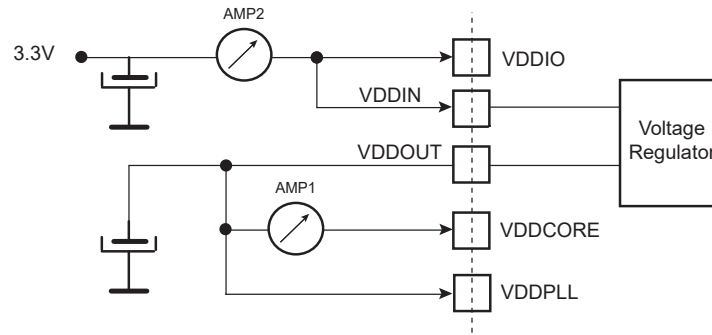 AMP2
3.3V
VDDIO
VDDIN
Voltage
Regulator
VDDOUT
AMP1
VDDCORE
VDDPLL